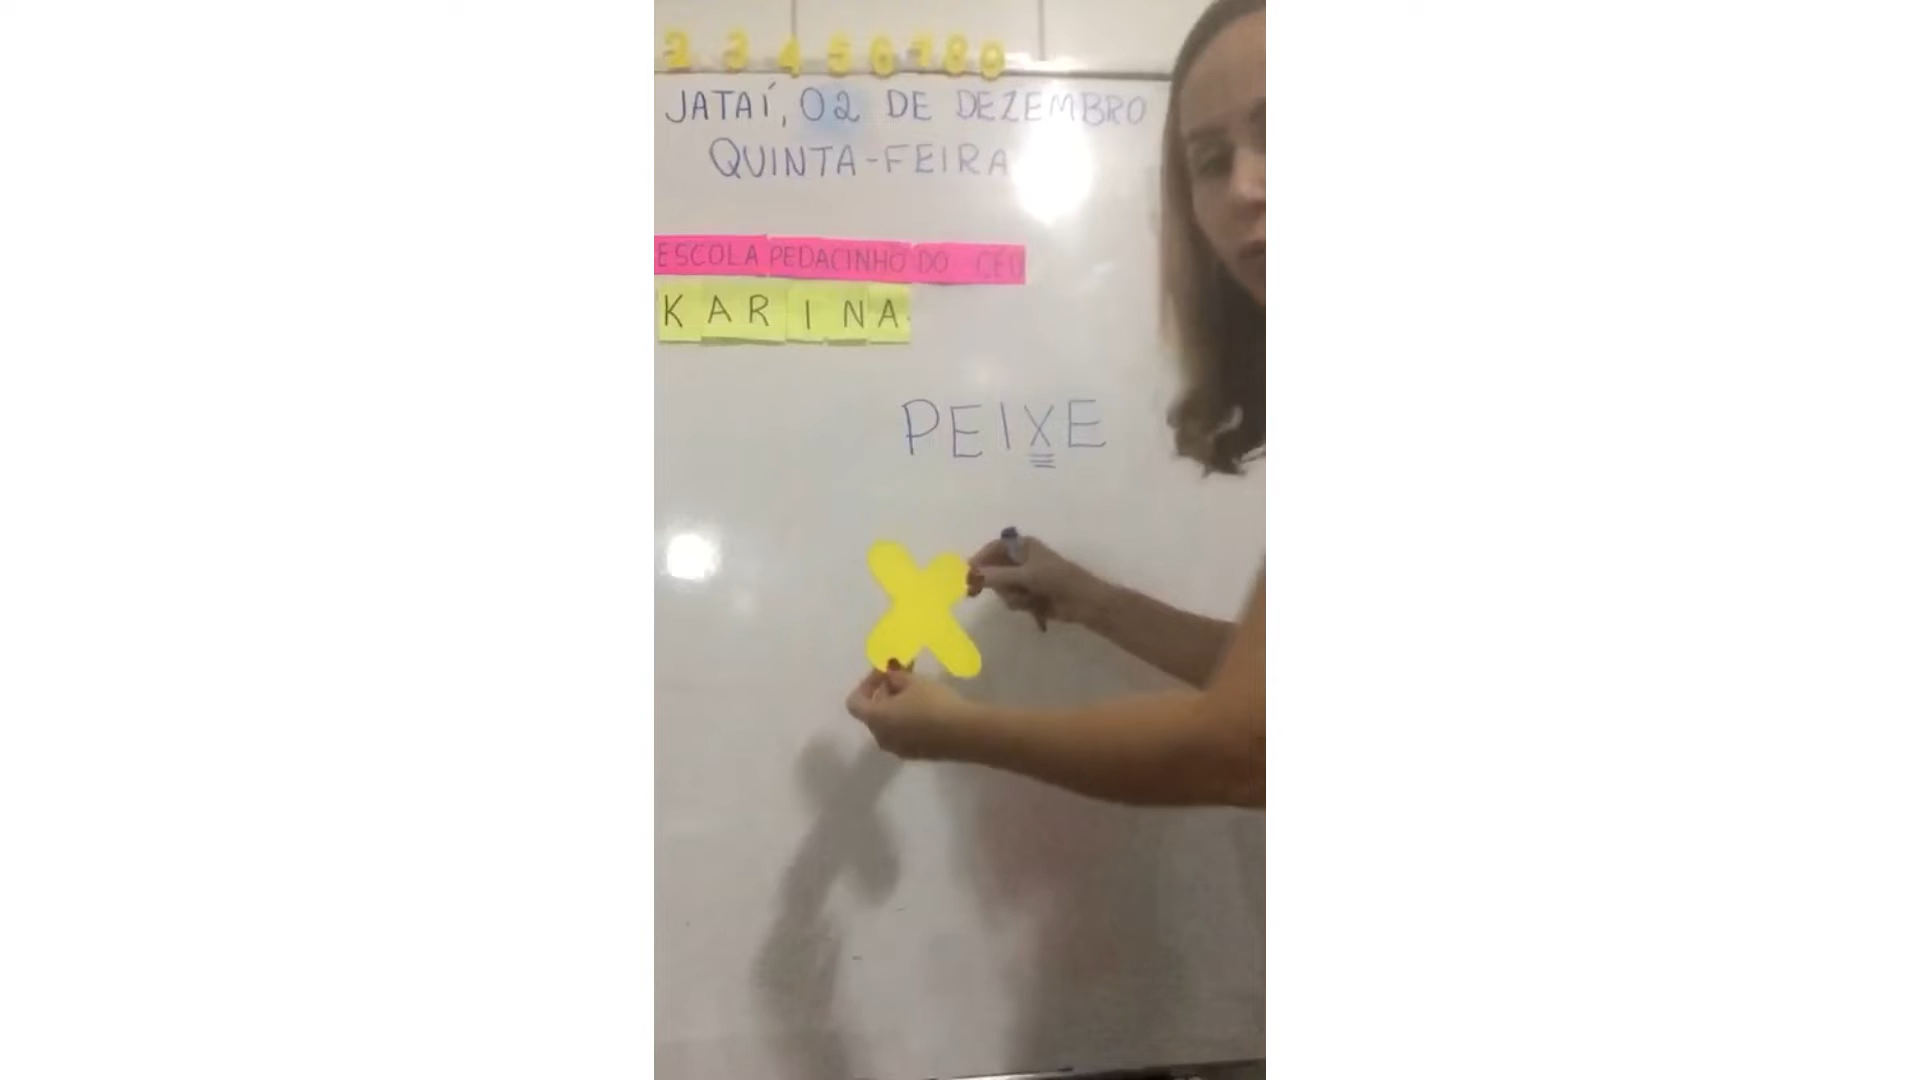 2 3 4 5 6 7 8 9
JATAÍ, 02 DE DEZEMBRO
QUINTA-FEIRA
ESCOLA PEDACINHO DO CÉU
KARINA
PEIXE
X